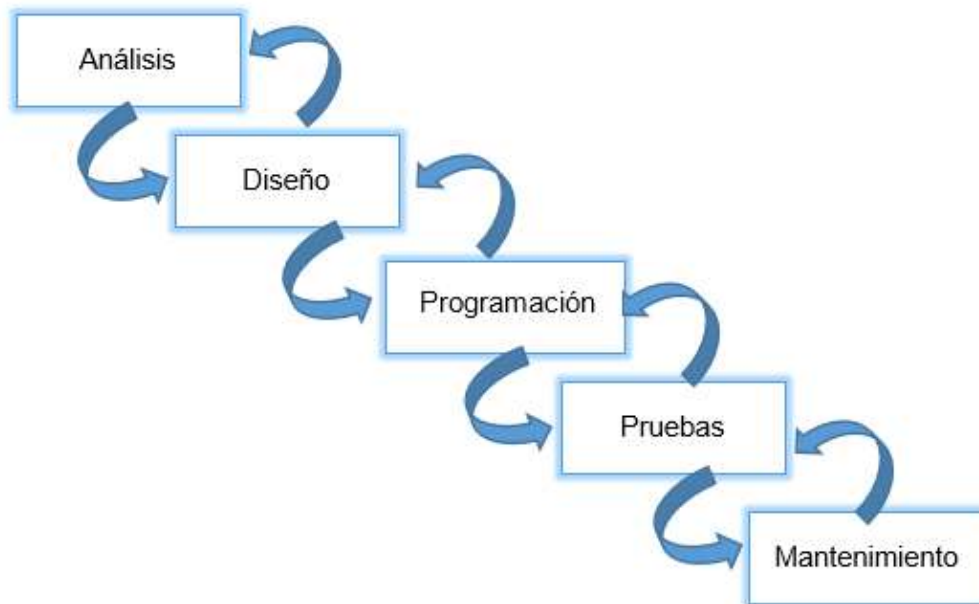 Análisis
Diseño
Programación
Pruebas
Mantenimiento